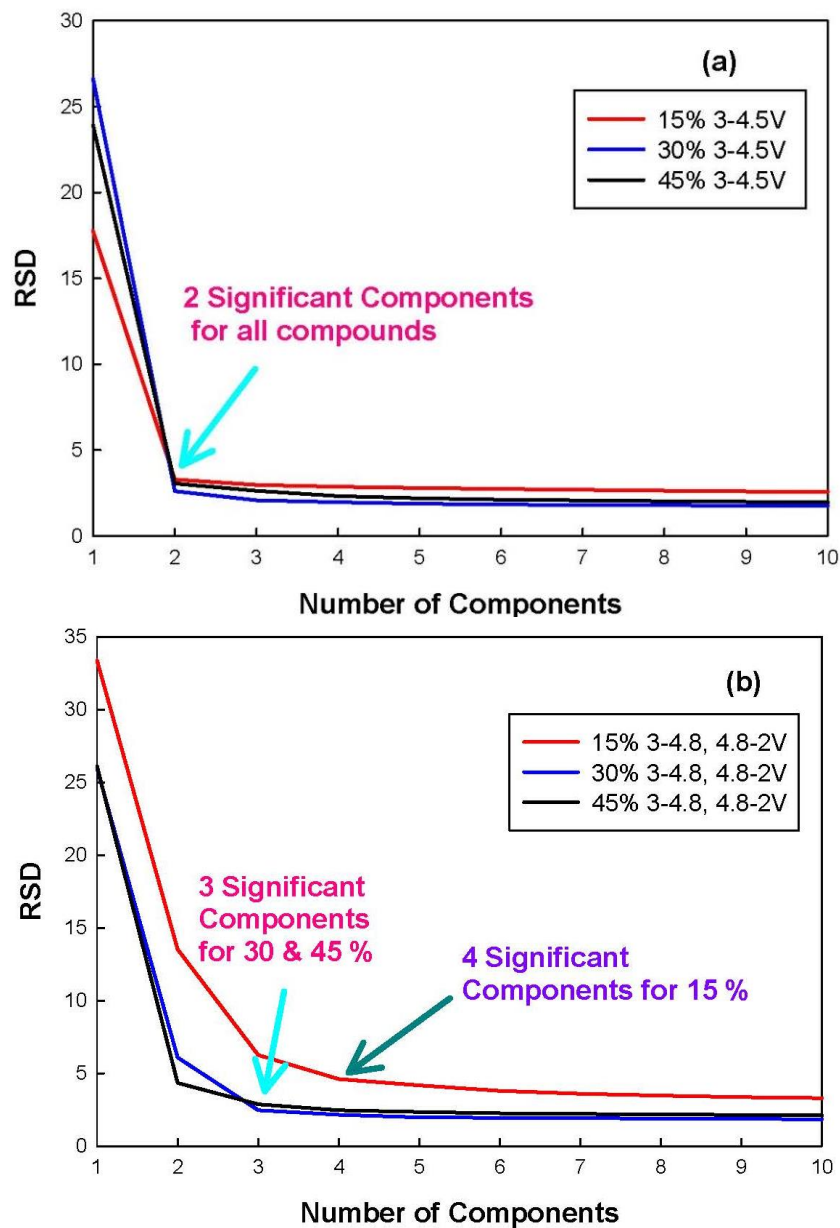 30
(a)
15% 3-4.5V
30% 3-4.5V
45% 3-4.5V
25
20
RSD
15
10
5
0
2 Significant Components
for all compounds
1 2 3 4 5 6 7 8 9 10
Number of Components
35
(b)
15% 3-4.8, 4.8-2V
30% 3-4.8, 4.8-2V
45% 3-4.8, 4.8-2V
30
25
20
RSD
15
10
5
0
3 Significant
Components
for 30 & 45 %
4 Significant
Components for 15 %
1 2 3 4 5 6 7 8 9 10
Number of Components